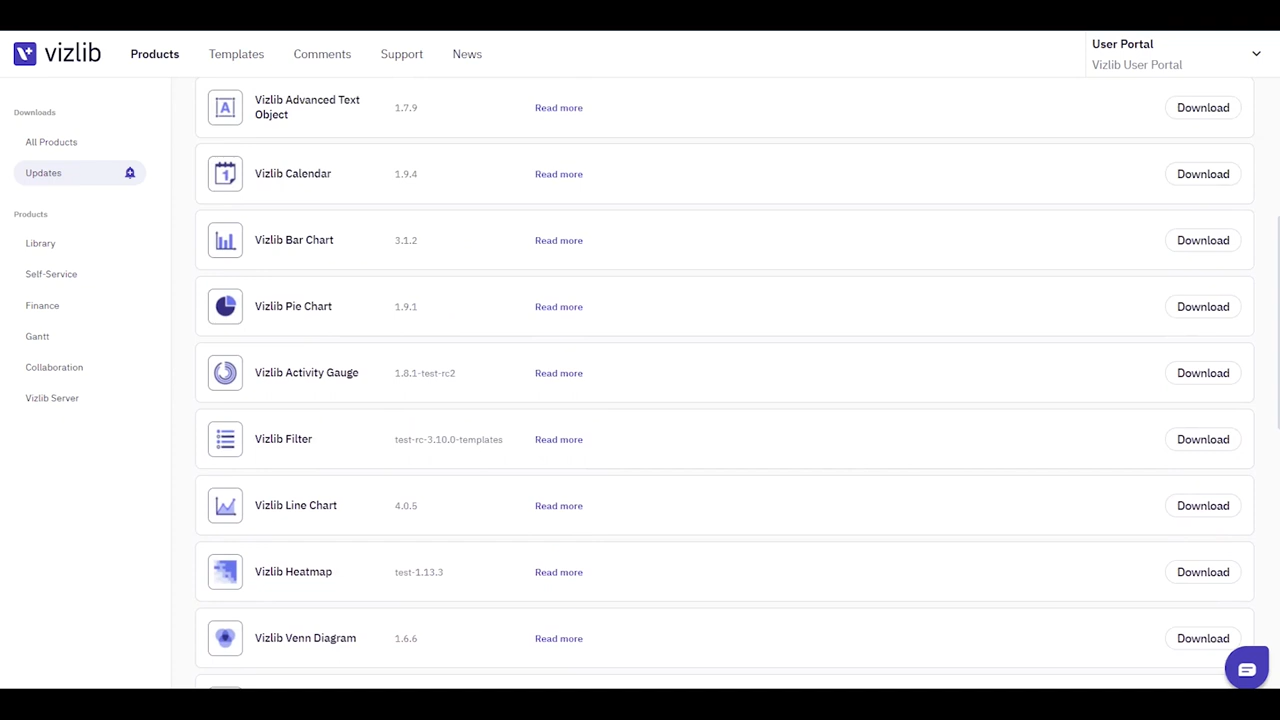 vizlib
Products
Templates
Comments
Support
News
User Portal
Vizlib User Portal
Downloads
All Products
Updates
Products
Library
Self-Service
Finance
Gantt
Collaboration
Vizlib Server
A
Vizlib Advanced Text
Object
1.7.9
Read more
Download
1
Vizlib Calendar
1.9.4
Read more
Download
Vizlib Bar Chart
3.1.2
Read more
Download
Vizlib Pie Chart
1.9.1
Read more
Download
Vizlib Activity Gauge
1.8.1-test-rc2
Read more
Download
Vizlib Filter
test-rc-3.10.0-templates
Read more
Download
Vizlib Line Chart
4.0.5
Read more
Download
Vizlib Heatmap
test-1.13.3
Read more
Download
Vizlib Venn Diagram
1.6.6
Read more
Download